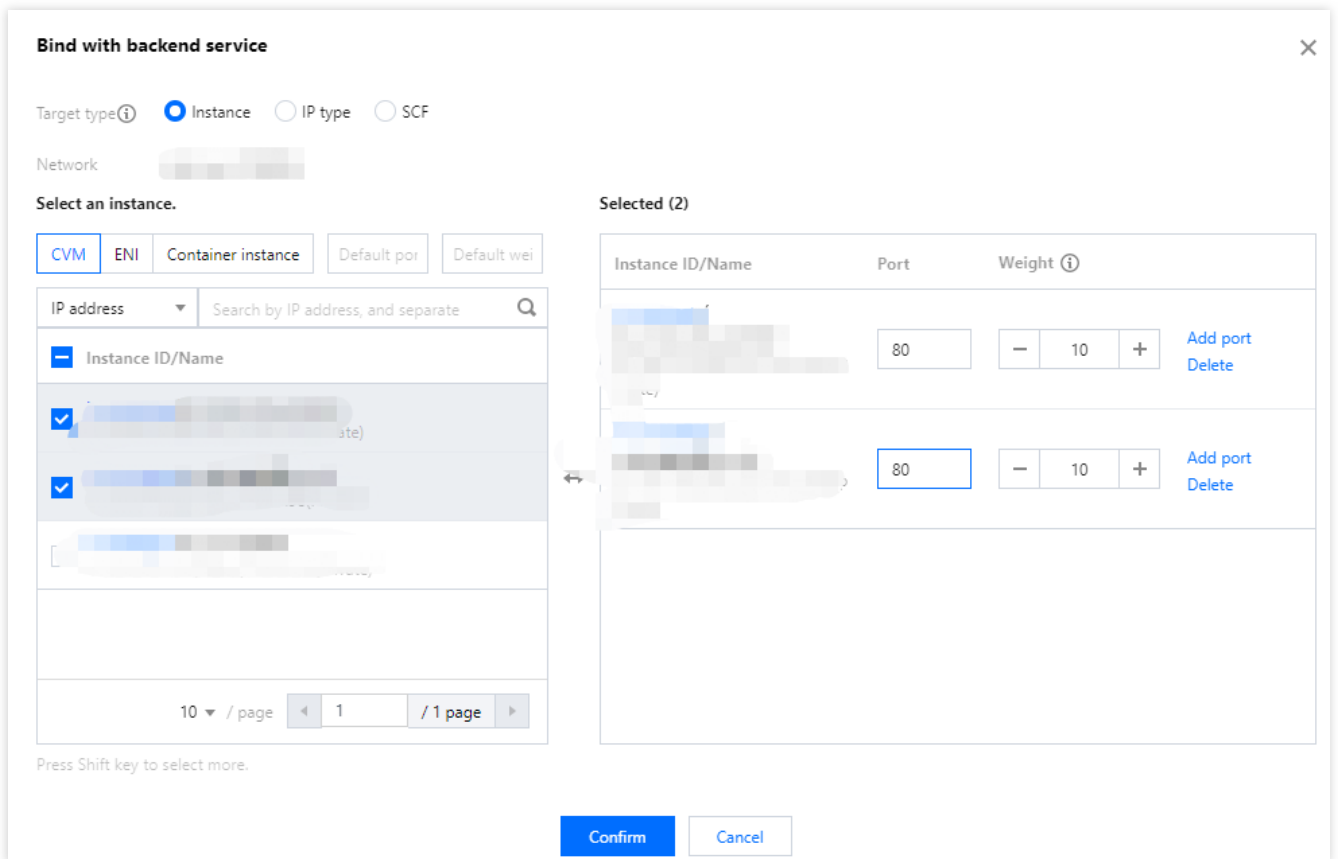 Bind with backend service
Target type
Instance
IP type
SCF
Network
Select an instance.
CVM
ENI
Container instance
Default por
Default wei
IP address
Search by IP address, and separate
Instance ID/Name
ate)
10 / page
1
/ 1 page
Press Shift key to select more.
Selected (2)
Instance ID/Name
Port
Weight
80
10
Add port
Delete
80
10
Add port
Delete
Confirm
Cancel